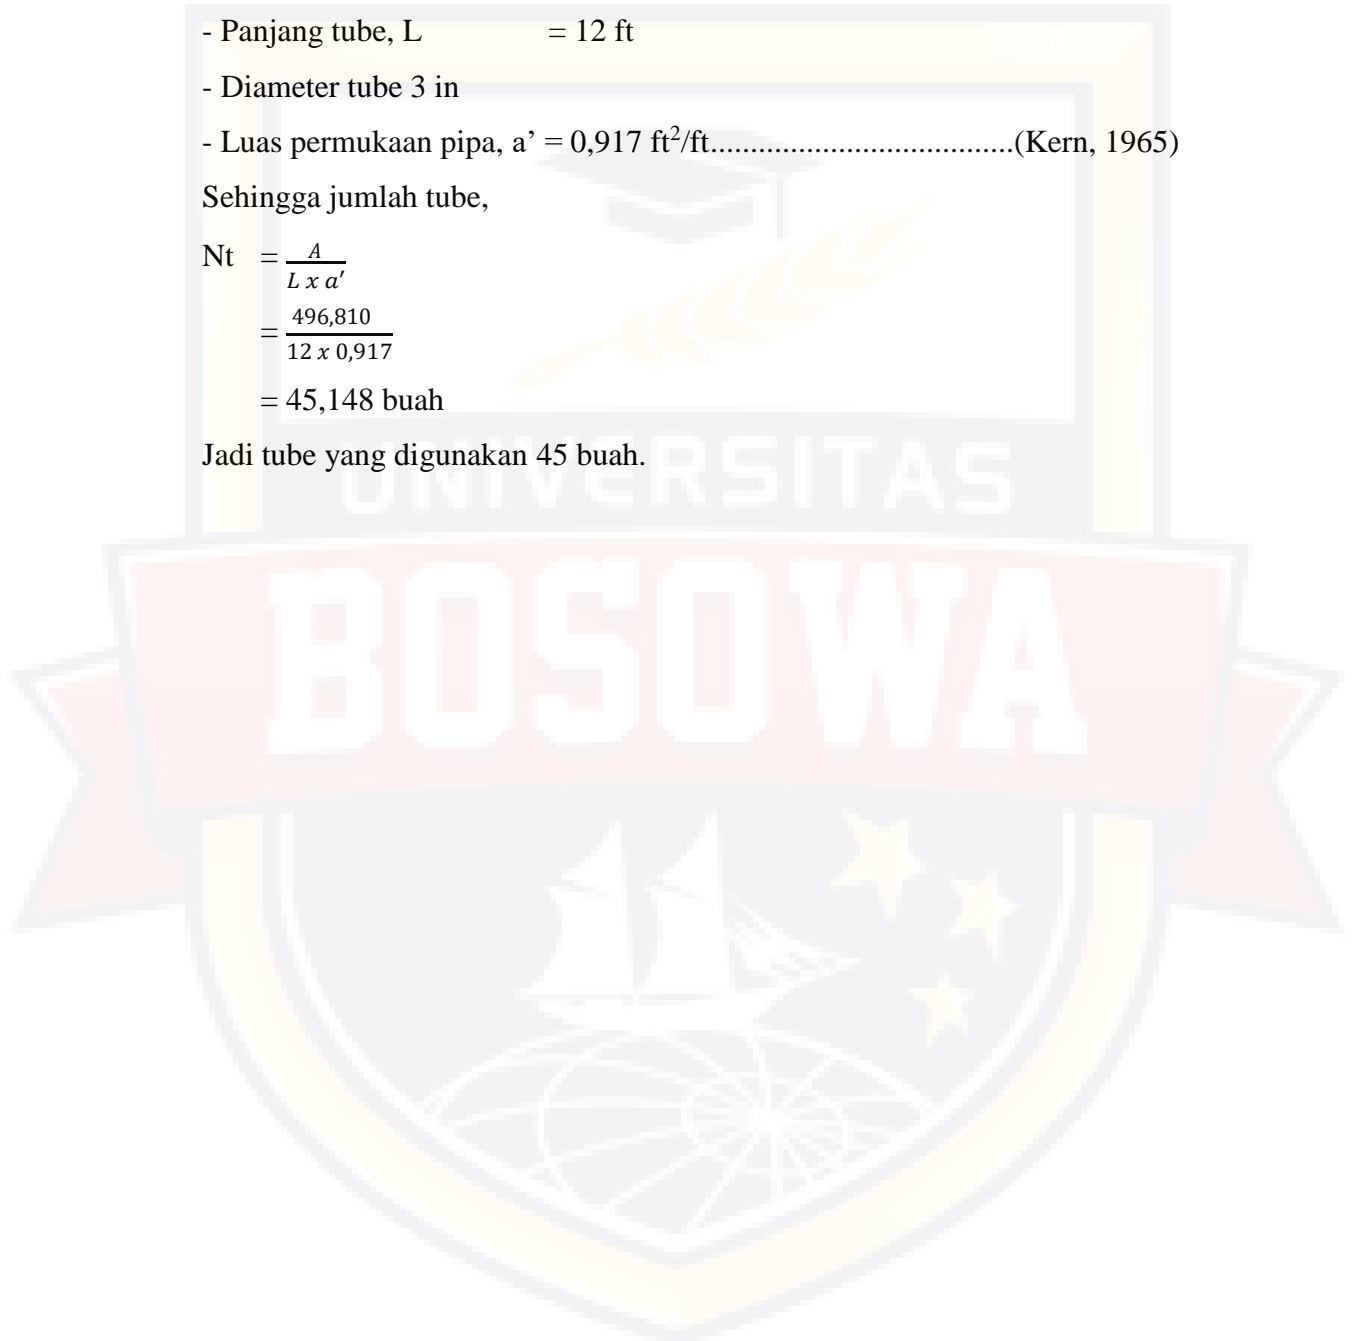 - Panjang tube, L = 12 ft
- Diameter tube 3 in
- Luas permukaan pipa, a’ = 0,917 ft²/ft......................................(Kern, 1965)
Sehingga jumlah tube,
Nt = A / L x a′
= 496,810 / 12 x 0,917
= 45,148 buah
Jadi tube yang digunakan 45 buah.
UNIVERSITAS
BOSOWA